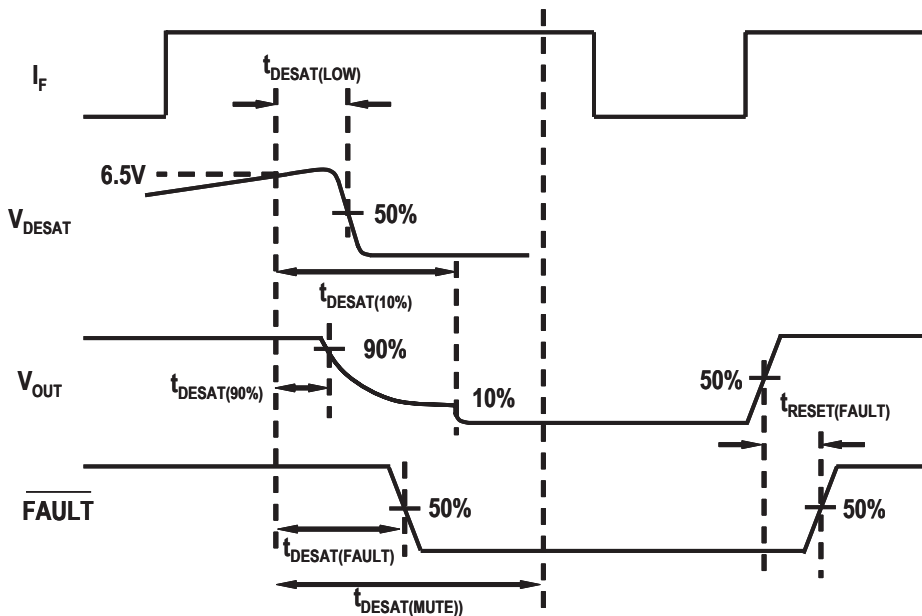 I_F
t_DESAT(LOW)
6.5V
V_DESAT
50%
t_DESAT(10%)
90%
V_OUT
t_DESAT(90%)
10%
50%
t_RESET(FAULT)
FAULT
50%
50%
t_DESAT(FAULT)
t_DESAT(MUTE))